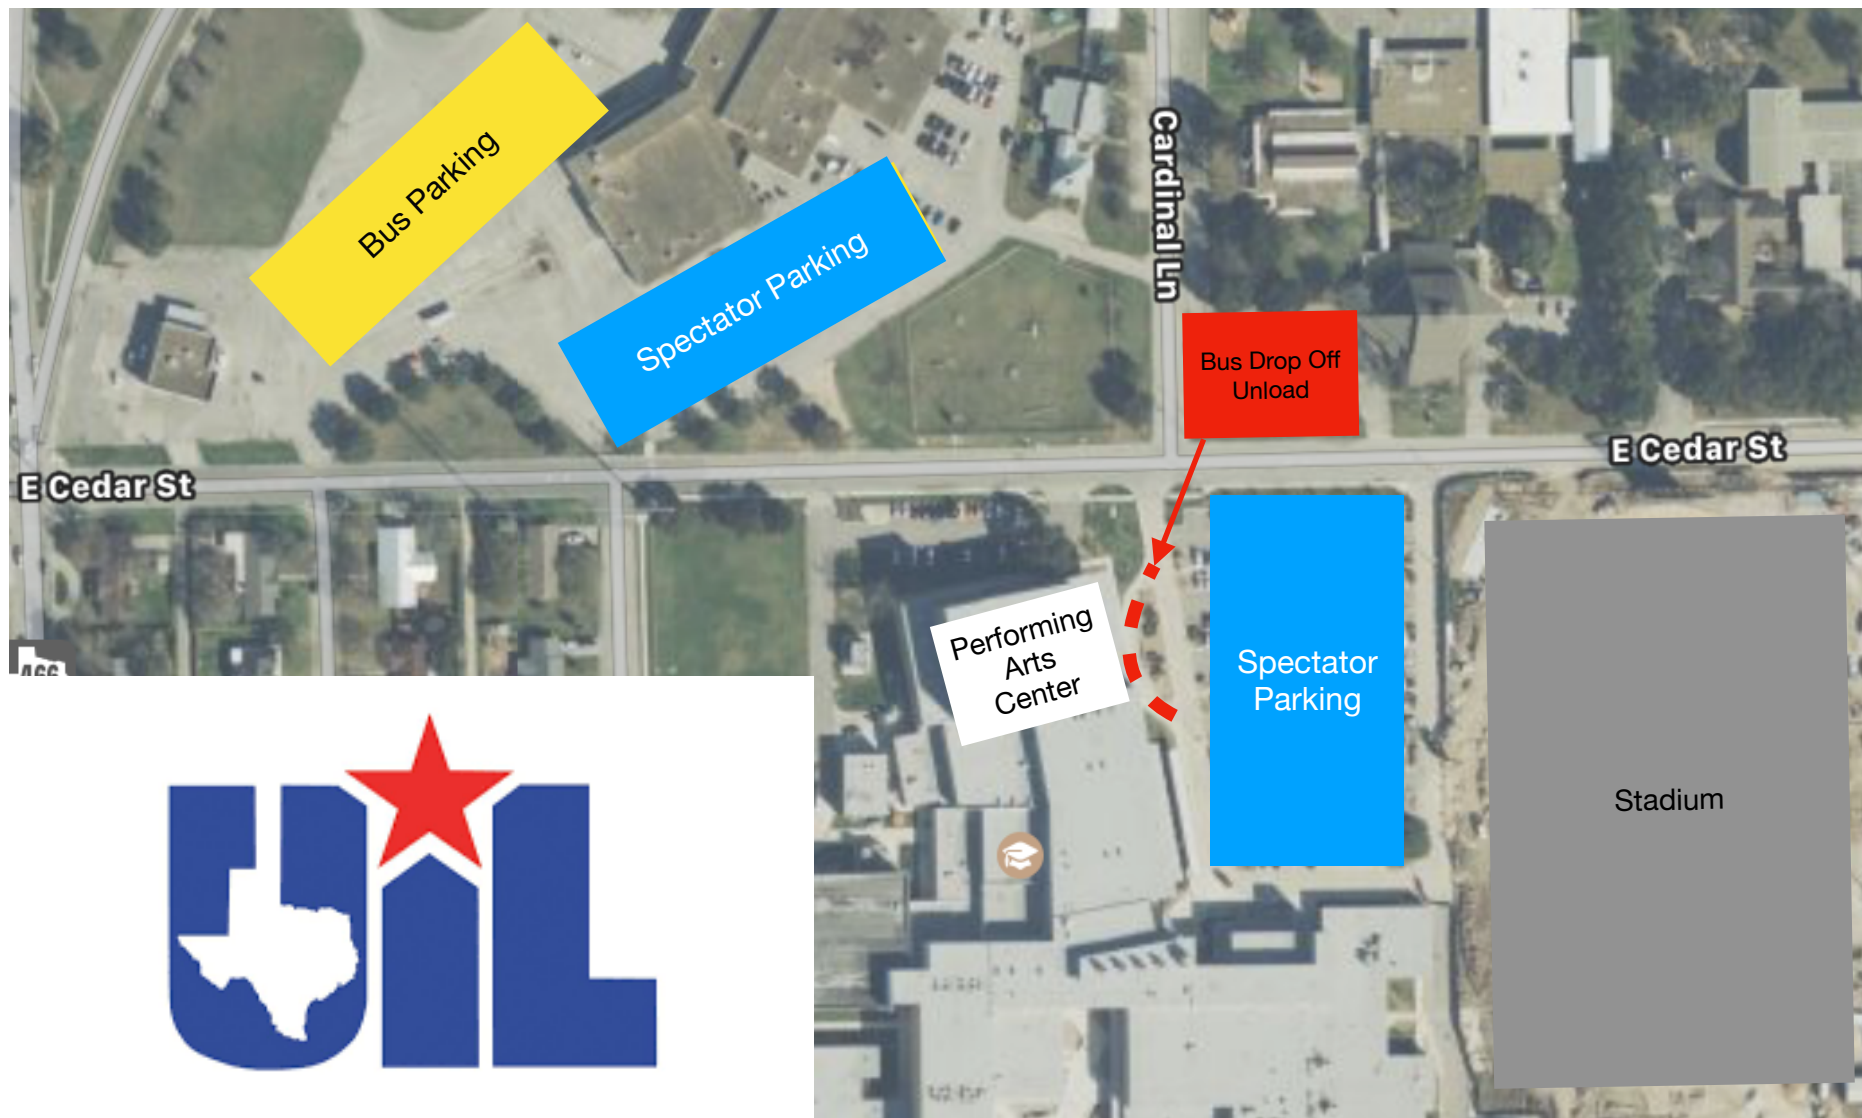 Bus Parking
Spectator Parking
Cardinal Ln
Bus Drop Off
Unload
E Cedar St
E Cedar St
Performing
Arts
Center
Spectator
Parking
Stadium
466
UIL